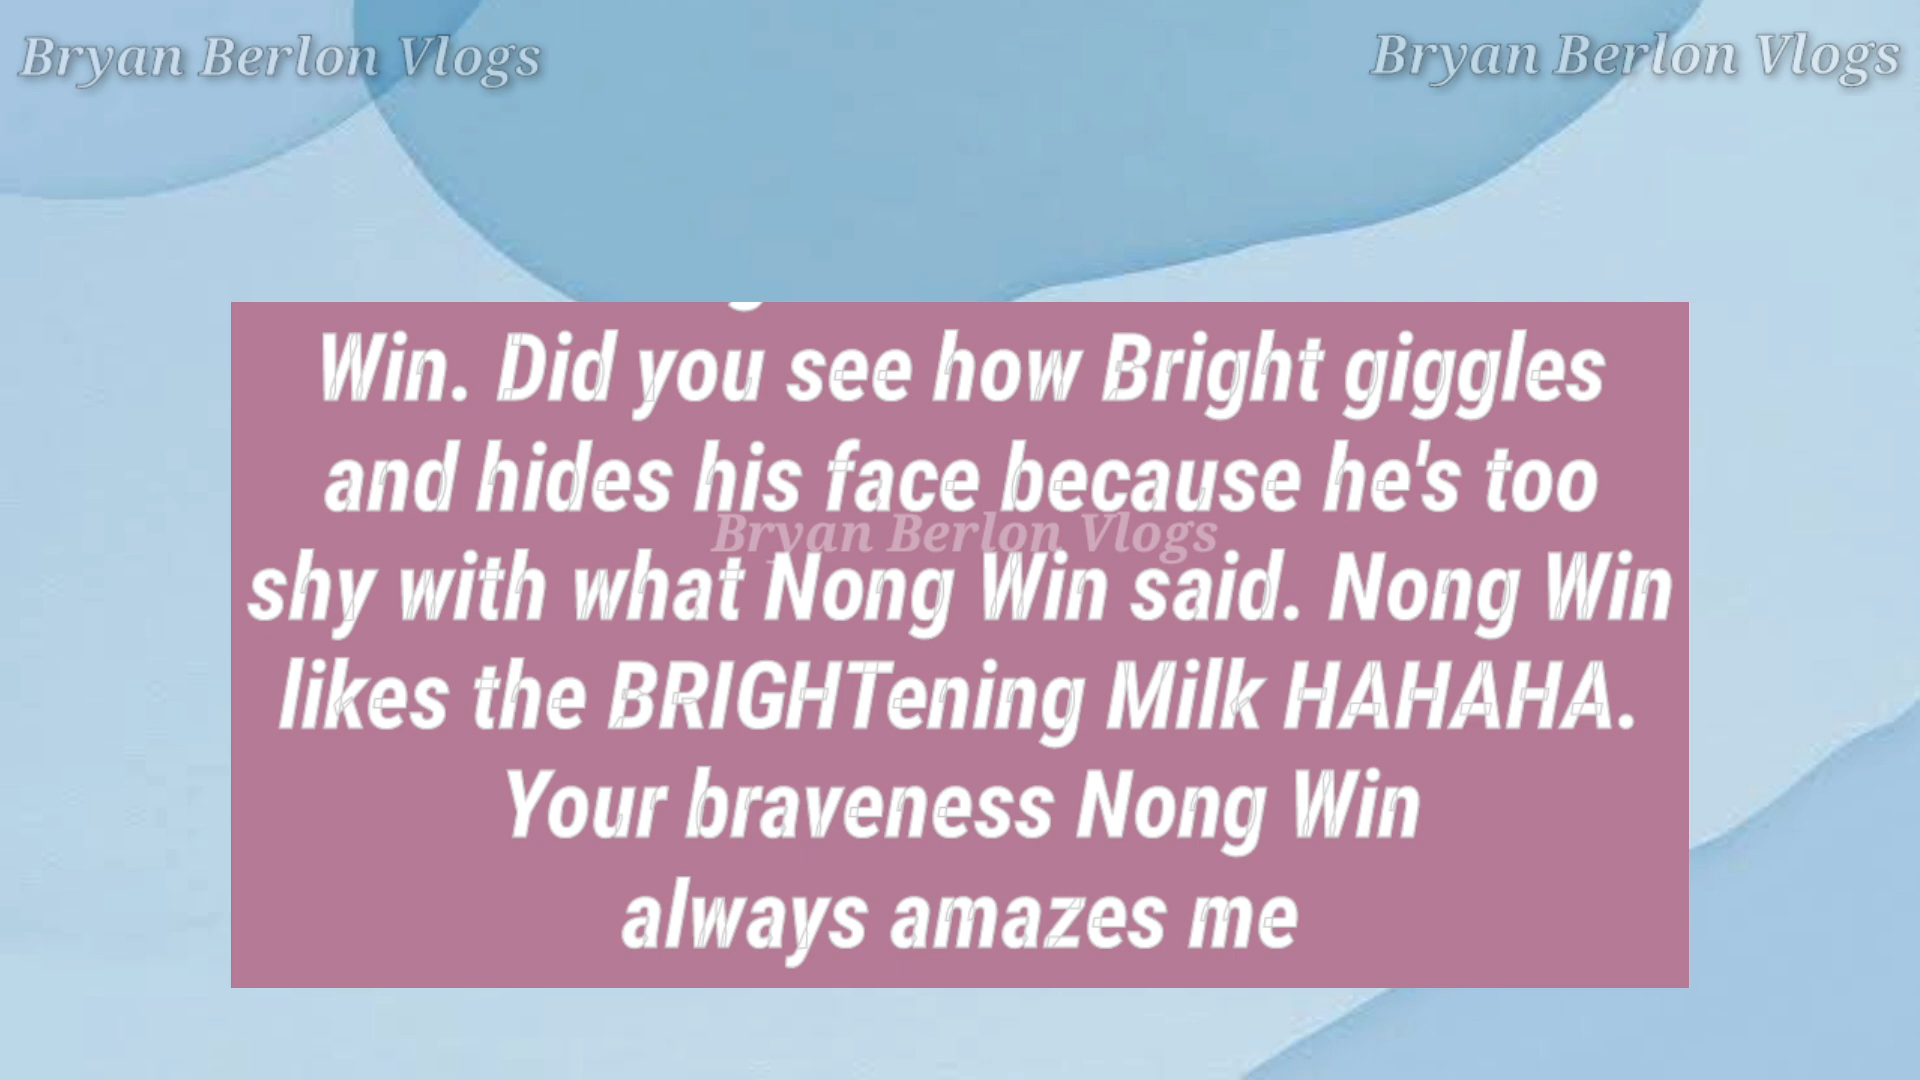 Bryan Berlon Vlogs
Bryan Berlon Vlogs
Win. Did you see how Bright giggles
and hides his face because he's too
Bryan Berlon Vlogs
shy with what Nong Win said. Nong Win
likes the BRIGHTening Milk HAHAHA.
Your braveness Nong Win
always amazes me